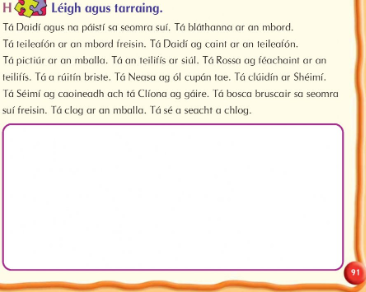 H Léigh agus tarraing.
Tá Daidí agus na páistí sa seomra suí. Tá bláthanna ar an mbord.
Tá teileafón ar an mbord freisin. Tá Daidí ag caint ar an teileafón.
Tá pictiúr ar an mballa. Tá an teilifís ar siúl. Tá Rossa ag féachaint ar an
teilifís. Tá a rúitín briste. Tá Neasa ag ól cupán tae. Tá clúidín ar Shéimí.
Tá Séimí ag caoineadh ach tá Clíona ag gáire. Tá bosca bruscair sa seomra
suí freisin. Tá clog ar an mballa. Tá sé a seacht a chlog.
91